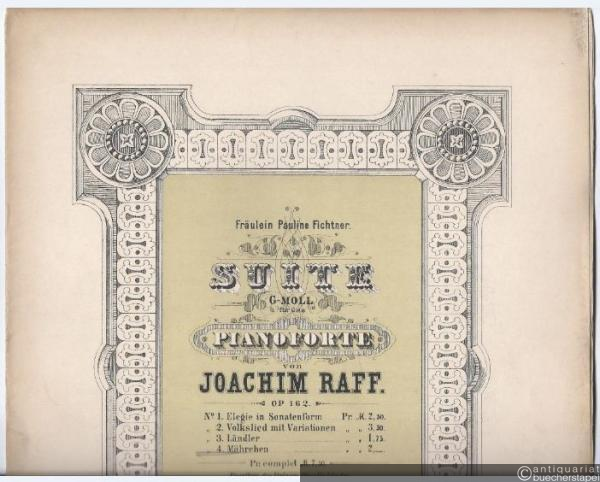 Fräulein Pauline Fichtner.
SUITE
G-MOLL.
für das
PIANOFORTE
von
JOACHIM RAFF.
OP 162.
No 1. Elegie in Sonatenform Pr. M. 2,50.
„ 2. Volkslied mit Variationen „ „ 3,50.
„ 3. Ländler „ „ 1,75.
„ 4. Mährchen „ „ 2,—
Pr. complet M. 7,50.
© antiquariat
buecherstapel